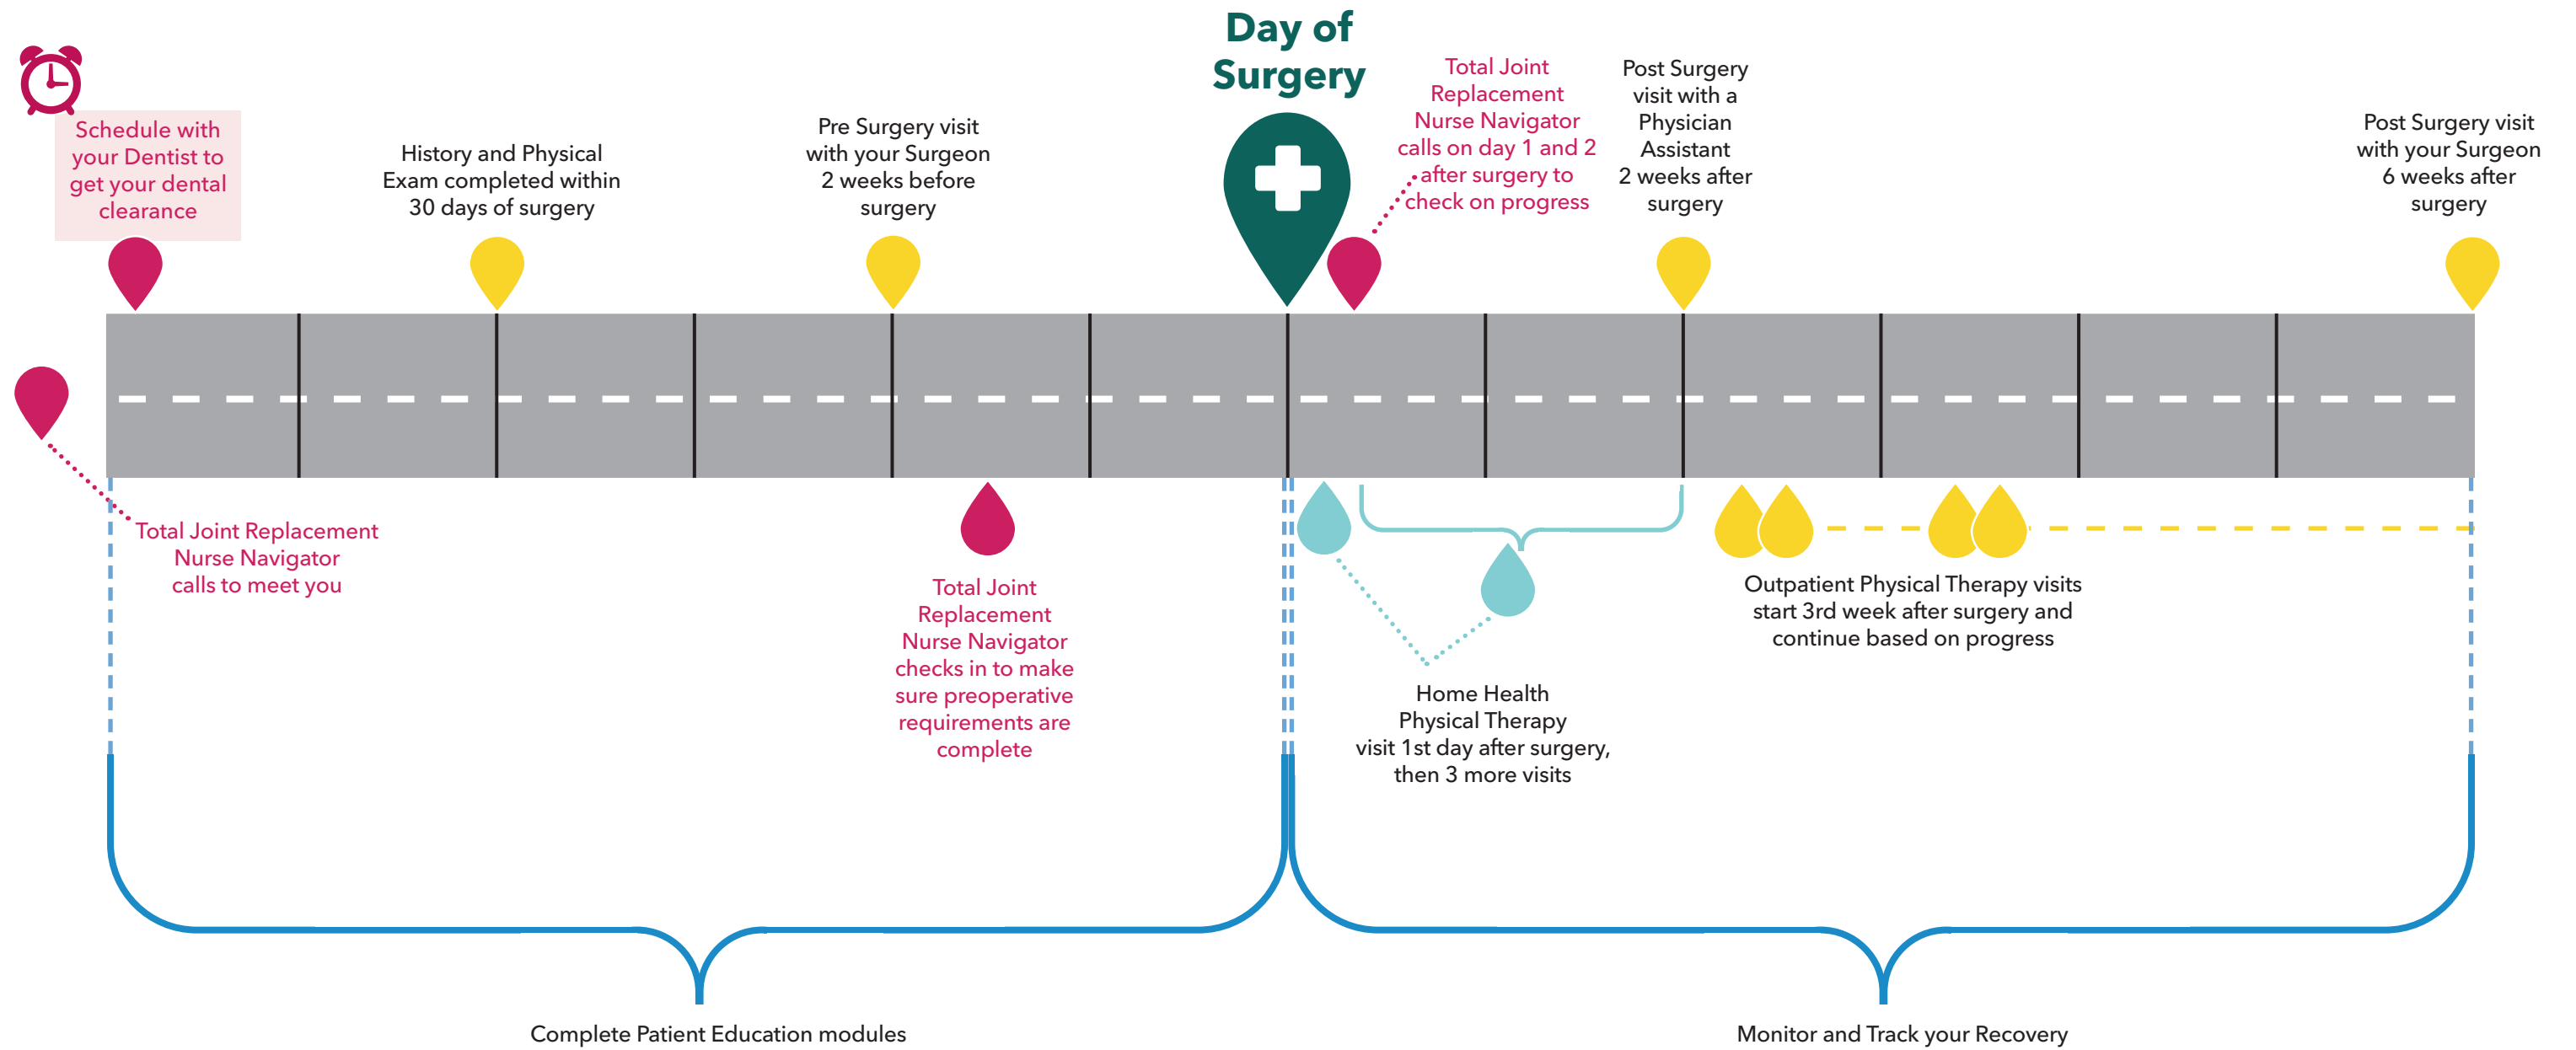 Schedule with
your Dentist to
get your dental
clearance
History and Physical
Exam completed within
30 days of surgery
Pre Surgery visit
with your Surgeon
2 weeks before
surgery
Day of
Surgery
Total Joint
Replacement
Nurse Navigator
calls on day 1 and 2
after surgery to
check on progress
Post Surgery
visit with a
Physician
Assistant
2 weeks after
surgery
Post Surgery visit
with your Surgeon
6 weeks after
surgery
Total Joint Replacement
Nurse Navigator
calls to meet you
Total Joint
Replacement
Nurse Navigator
checks in to make
sure preoperative
requirements are
complete
Home Health
Physical Therapy
visit 1st day after surgery,
then 3 more visits
Outpatient Physical Therapy visits
start 3rd week after surgery and
continue based on progress
Complete Patient Education modules
Monitor and Track your Recovery